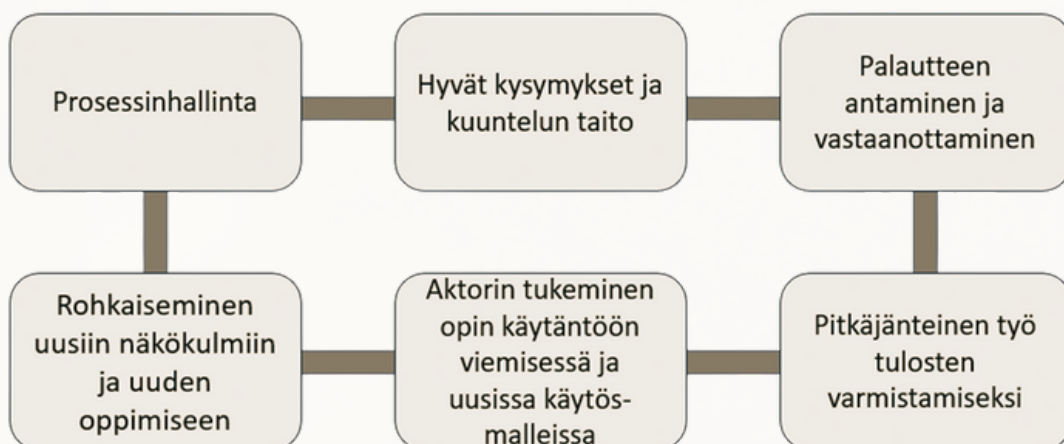 Prosessinhallinta
Hyvät kysymykset ja
kuuntelun taito
Palautteen
antaminen ja
vastaanottaminen
Rohkaiseminen
uusiin näkökulmiin
ja uuden
oppimiseen
Aktorin tukeminen
opin käytäntöön
viemisessä ja
uusissa käytös-
malleissa
Pitkäjänteinen työ
tulosten
varmistamiseksi